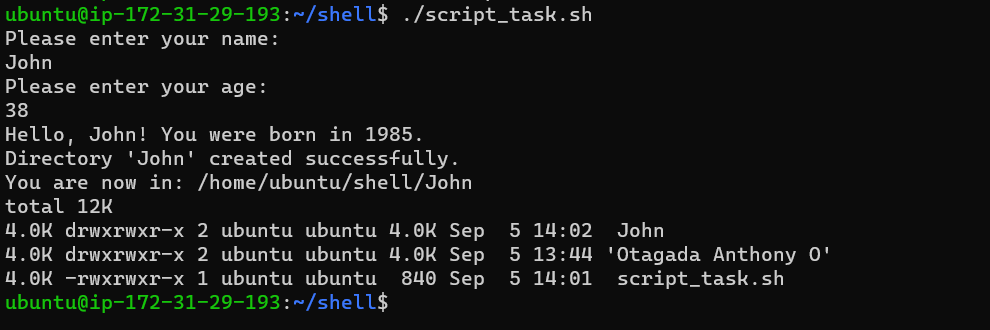 ubuntu@ip-172-31-29-193:~/shell$ ./script_task.sh
Please enter your name:
John
Please enter your age:
38
Hello, John! You were born in 1985.
Directory 'John' created successfully.
You are now in: /home/ubuntu/shell/John
total 12K
4.0K drwxrwxr-x 2 ubuntu ubuntu 4.0K Sep  5 14:02  John
4.0K drwxrwxr-x 2 ubuntu ubuntu 4.0K Sep  5 13:44 'Otagada Anthony O'
4.0K -rwxrwxr-x 1 ubuntu ubuntu  840 Sep  5 14:01  script_task.sh
ubuntu@ip-172-31-29-193:~/shell$